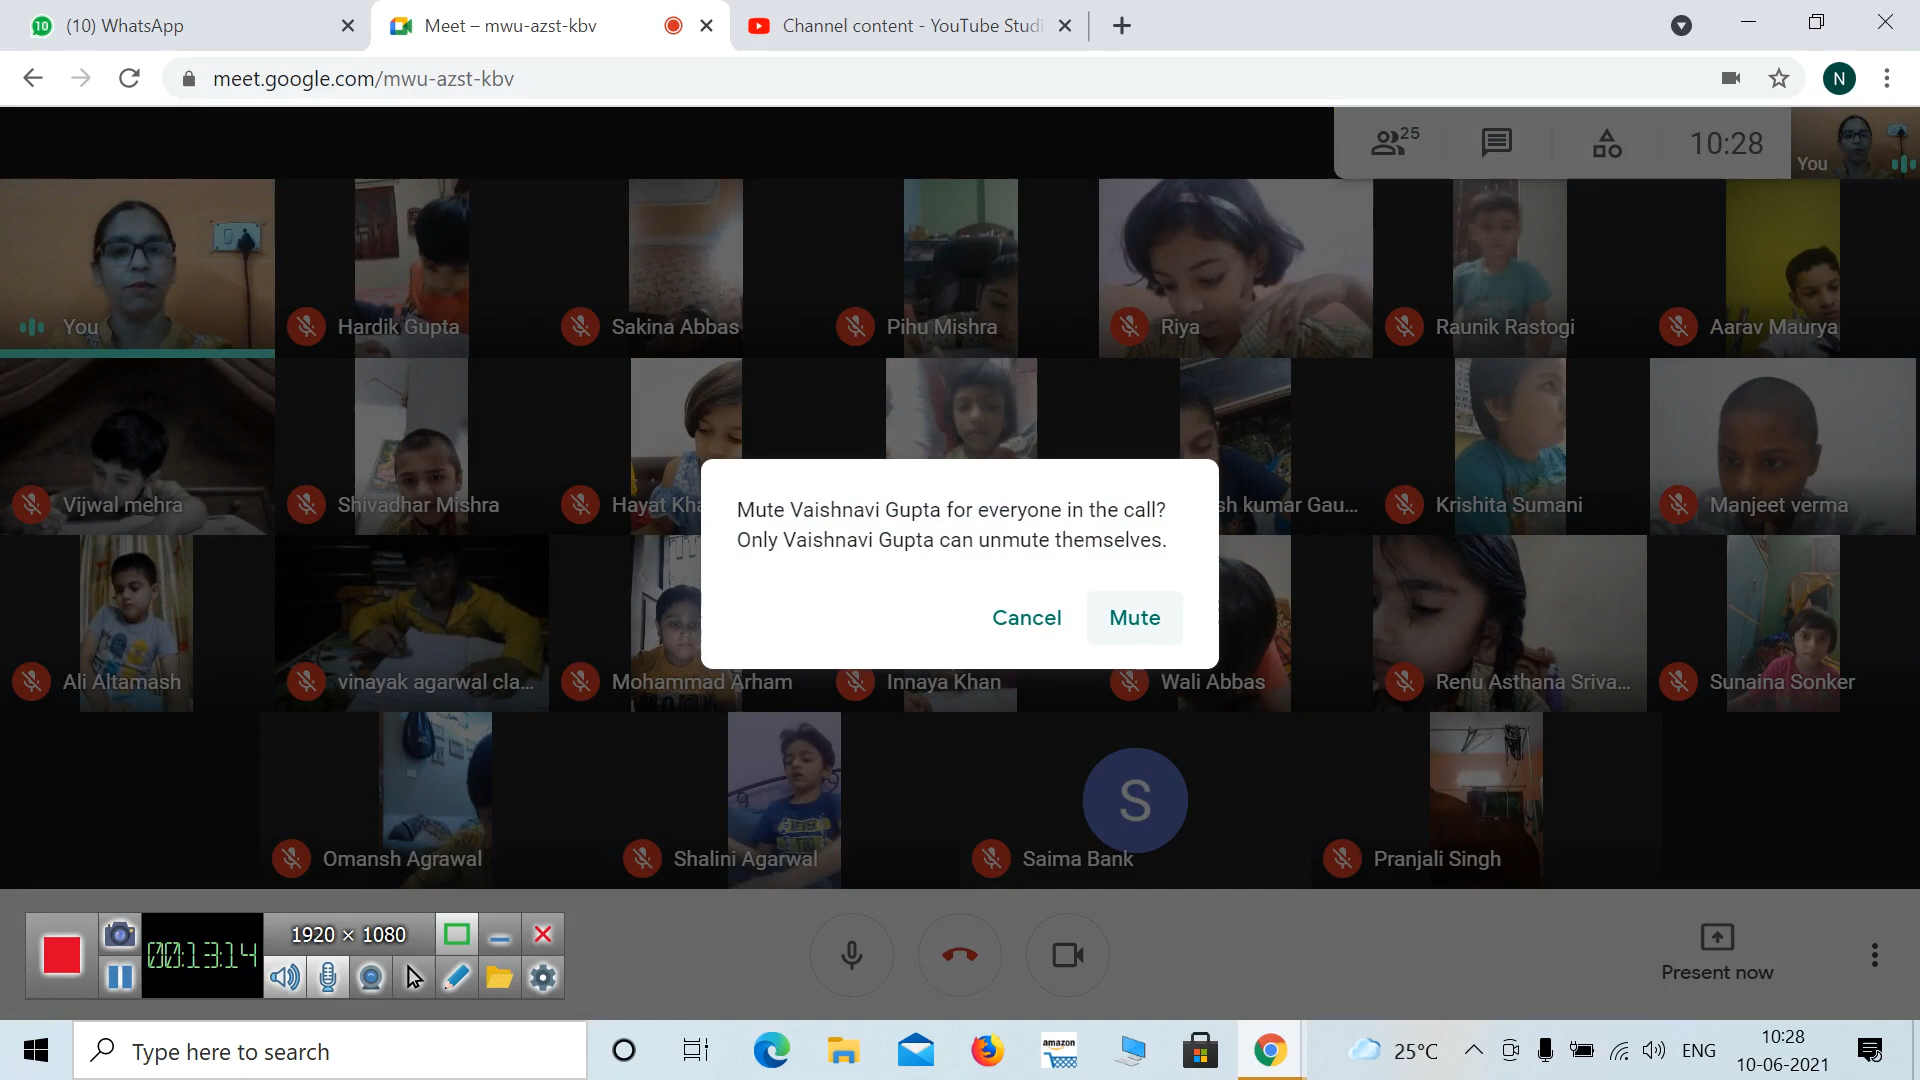 (10) WhatsApp
Meet – mwu-azst-kbv
Channel content - YouTube Studi
meet.google.com/mwu-azst-kbv
N
25
10:28
You
You
Hardik Gupta
Sakina Abbas
Pihu Mishra
Riya
Raunik Rastogi
Aarav Maurya
Vijwal mehra
Shivadhar Mishra
Hayat Kha
sh kumar Gau...
Krishita Sumani
Manjeet verma
Mute Vaishnavi Gupta for everyone in the call?
Only Vaishnavi Gupta can unmute themselves.
Cancel
Mute
Ali Altamash
vinayak agarwal cla...
Mohammad Arham
Innaya Khan
Wali Abbas
Renu Asthana Sriva...
Sunaina Sonker
S
Omansh Agrawal
Shalini Agarwal
Saima Bank
Pranjali Singh
00:13:14
1920 × 1080
Present now
Type here to search
amazon
25°C
ENG
10:28
10-06-2021